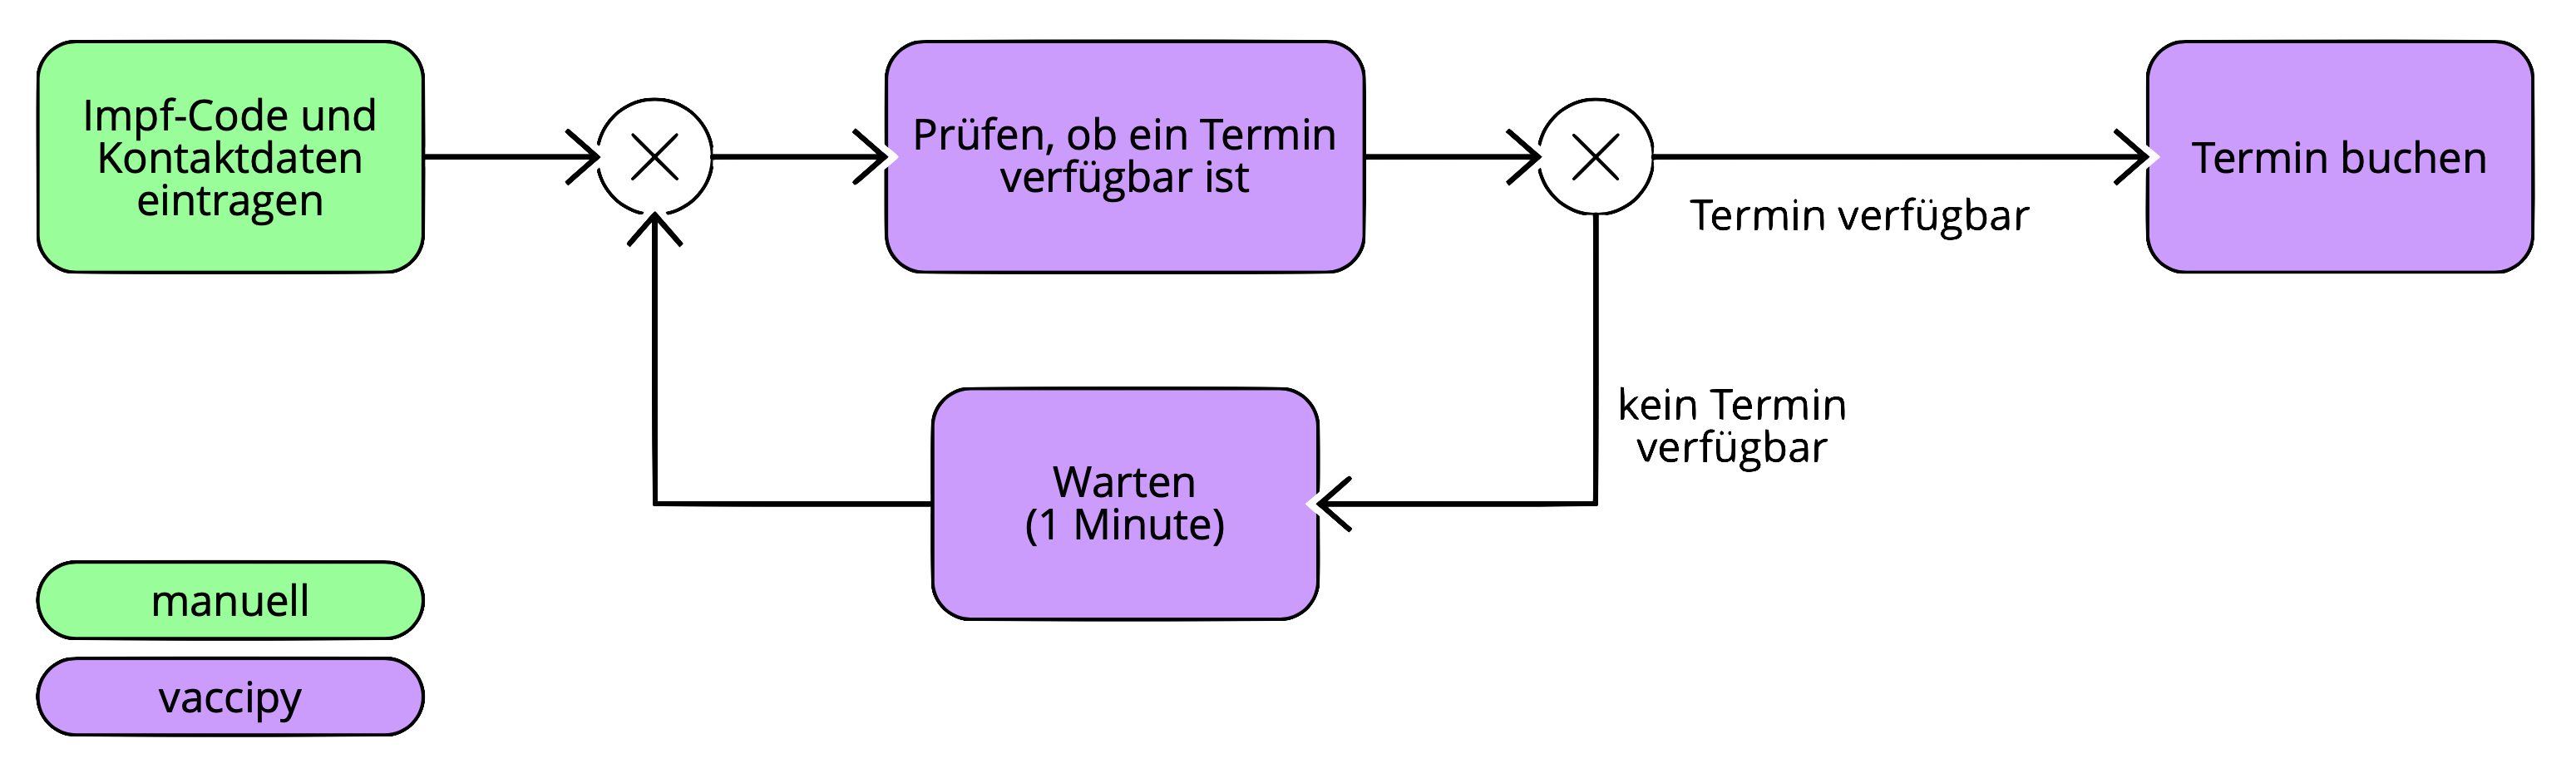 Impf-Code und
Kontaktdaten
eintragen
Prüfen, ob ein Termin
verfügbar ist
Termin verfügbar
Termin buchen
kein Termin
verfügbar
Warten
(1 Minute)
manuell
vaccipy